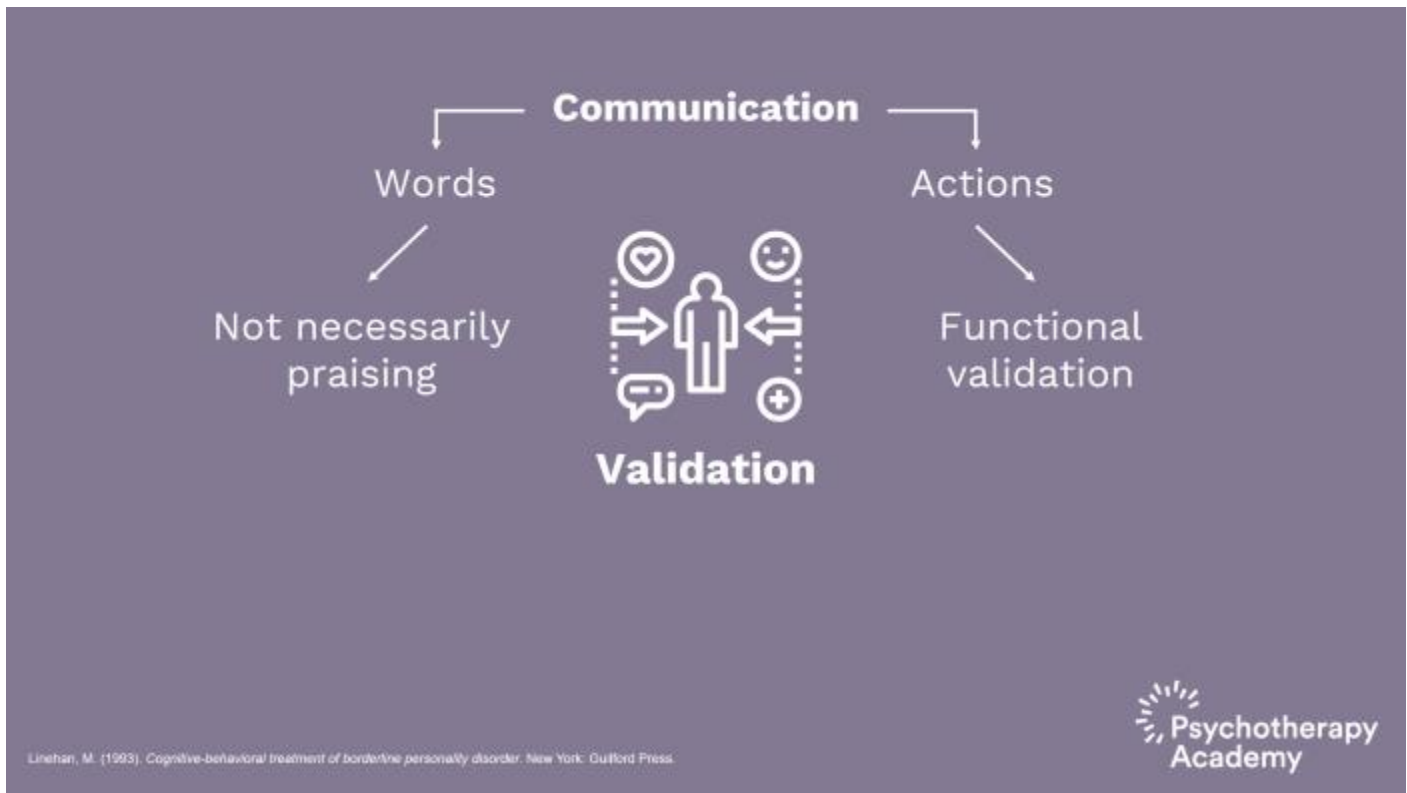 Communication
Words
Actions
Not necessarily
praising
Functional
validation
Validation
Linehan, M. (1993). Cognitive-behavioral treatment of borderline personality disorder. New York: Guilford Press.
Psychotherapy
Academy